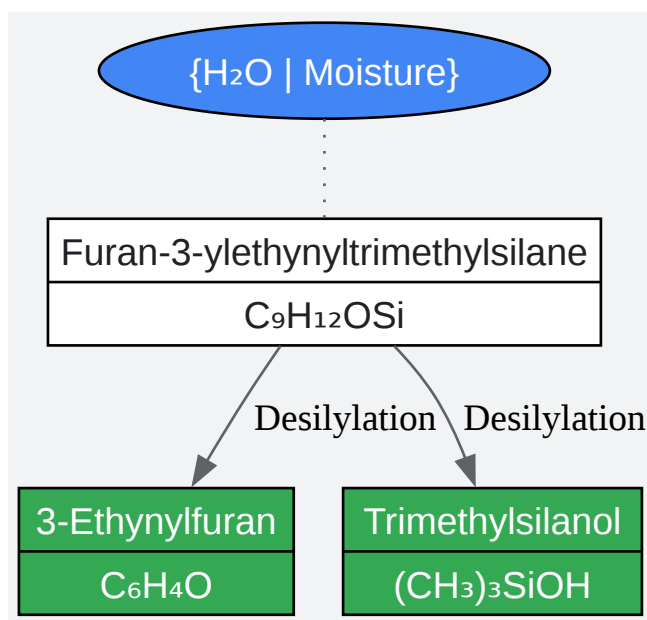 {H₂O | Moisture}
Furan-3-ylethynyltrimethylsilane
C₉H₁₂OSi
Desilylation Desilylation
3-Ethynylfuran
C₆H₄O
Trimethylsilanol
(CH₃)₃SiOH